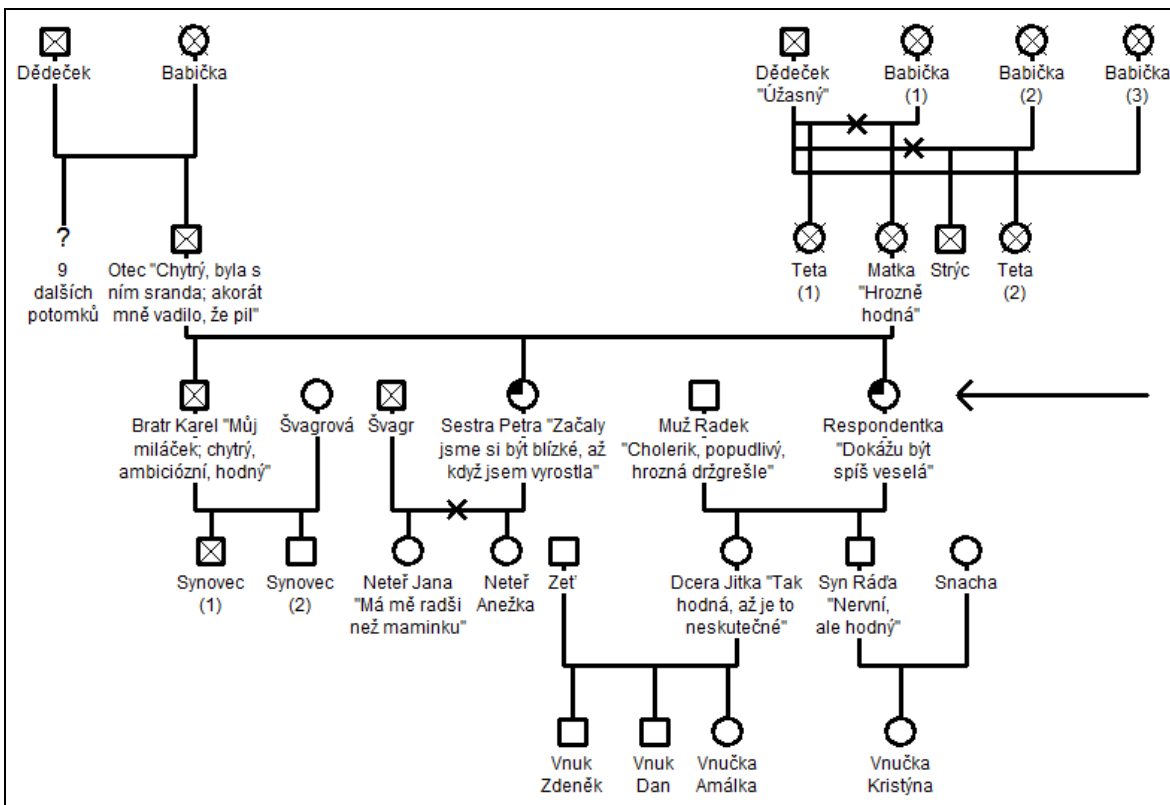 Dědeček
Babička
Dědeček
"Úžasný"
Babička
(1)
Babička
(2)
Babička
(3)
?
9
dalších
potomků
Otec "Chytrý, byla s
ním sranda; akorát
mně vadilo, že pil"
Teta
(1)
Matka
"Hrozně
hodná"
Strýc
Teta
(2)
Bratr Karel "Můj
miláček; chytrý,
ambiciózní, hodný"
Švagrová
Švagr
Sestra Petra "Začaly
jsme si být blízké, až
když jsem vyrostla"
Muž Radek
"Cholerik, popudlivý,
hrozná držgrešle"
Respondentka
"Dokážu být
spíš veselá"
Synovec
(1)
Synovec
(2)
Neteř Jana
"Má mě radši
než maminku"
Neteř
Anežka
Zeť
Dcera Jitka "Tak
hodná, až je to
neskutečné"
Syn Ráďa
"Nervní,
ale hodný"
Snacha
Vnuk
Zdeněk
Vnuk
Dan
Vnučka
Amálka
Vnučka
Kristýna